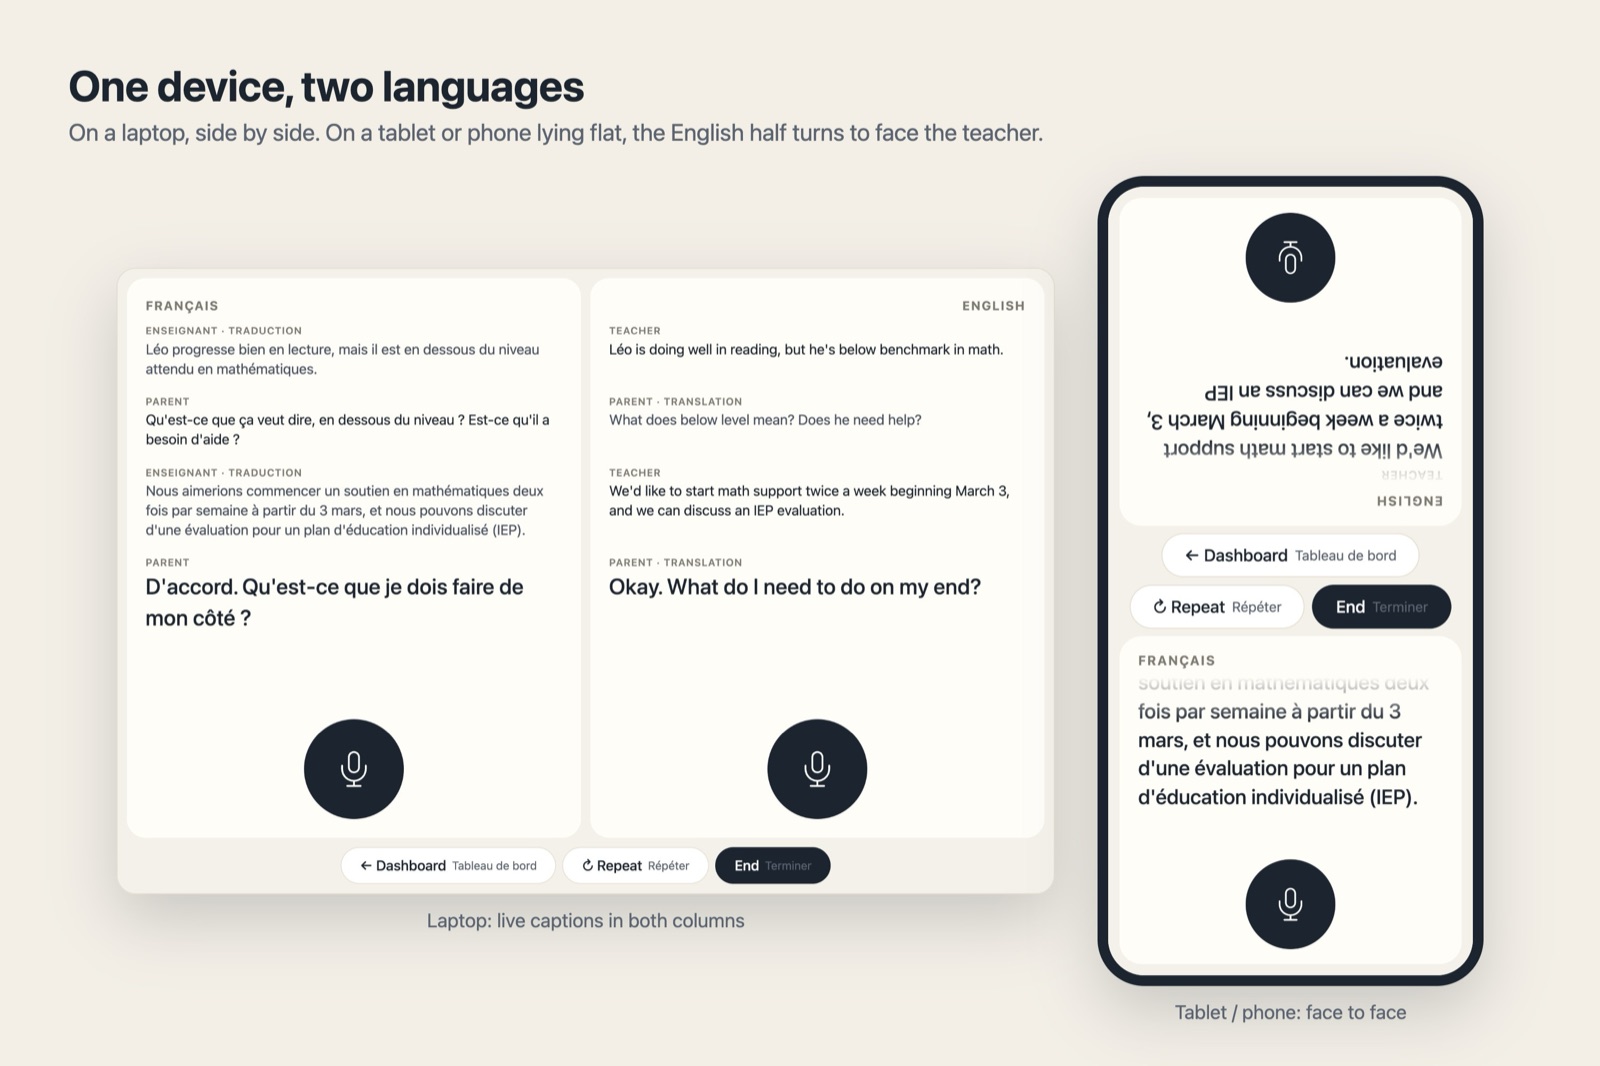 One device, two languages
On a laptop, side by side. On a tablet or phone lying flat, the English half turns to face the teacher.
FRANÇAIS
ENSEIGNANT · TRADUCTION
Léo progresse bien en lecture, mais il est en dessous du niveau
attendu en mathématiques.
PARENT
Qu'est-ce que ça veut dire, en dessous du niveau ? Est-ce qu'il a
besoin d'aide ?
ENSEIGNANT · TRADUCTION
Nous aimerions commencer un soutien en mathématiques deux
fois par semaine à partir du 3 mars, et nous pouvons discuter
d'une évaluation pour un plan d'éducation individualisé (IEP).
PARENT
D'accord. Qu'est-ce que je dois faire de
mon côté ?
ENGLISH
TEACHER
Léo is doing well in reading, but he's below benchmark in math.
PARENT · TRANSLATION
What does below level mean? Does he need help?
TEACHER
We'd like to start math support twice a week beginning March 3,
and we can discuss an IEP evaluation.
PARENT · TRANSLATION
Okay. What do I need to do on my end?
← Dashboard Tableau de bord
↻ Repeat Répéter
End Terminer
Laptop: live captions in both columns
ENGLISH
TEACHER
We'd like to start math support
twice a week beginning March 3,
and we can discuss an IEP
evaluation.
← Dashboard Tableau de bord
↻ Repeat Répéter
End Terminer
FRANÇAIS
soutien en mathématiques deux
fois par semaine à partir du 3
mars, et nous pouvons discuter
d'une évaluation pour un plan
d'éducation individualisé (IEP).
Tablet / phone: face to face